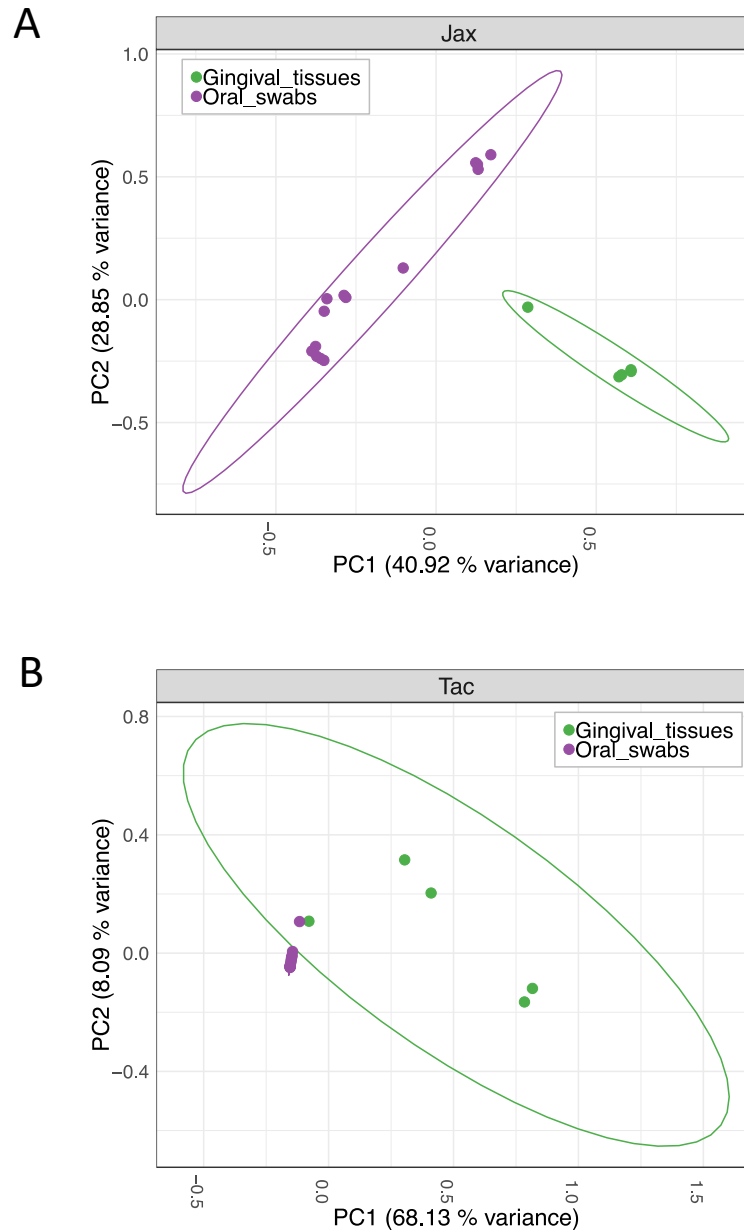 A
Jax
Gingival_tissues
Oral_swabs
1.0
0.5
0.0
−0.5
PC2 (28.85 % variance)
−0.5
0.0
0.5
PC1 (40.92 % variance)
B
Tac
Gingival_tissues
Oral_swabs
0.8
0.4
0.0
−0.4
PC2 (8.09 % variance)
−0.5
0.0
0.5
1.0
1.5
PC1 (68.13 % variance)